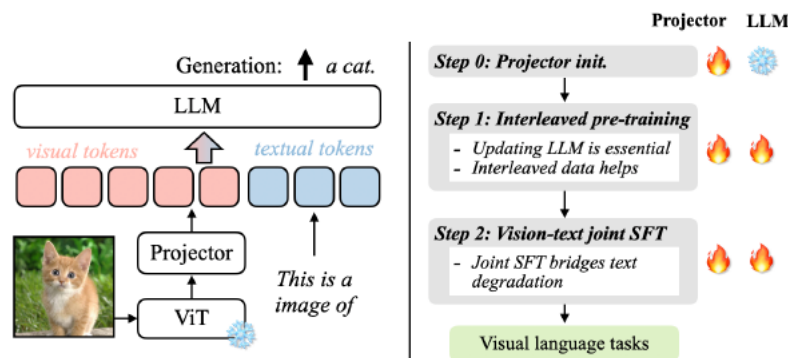 Generation: a cat.
LLM
visual tokens
textual tokens
Projector
ViT
This is a
image of
Projector LLM
Step 0: Projector init.
Step 1: Interleaved pre-training
- Updating LLM is essential
- Interleaved data helps
Step 2: Vision-text joint SFT
- Joint SFT bridges text
degradation
Visual language tasks